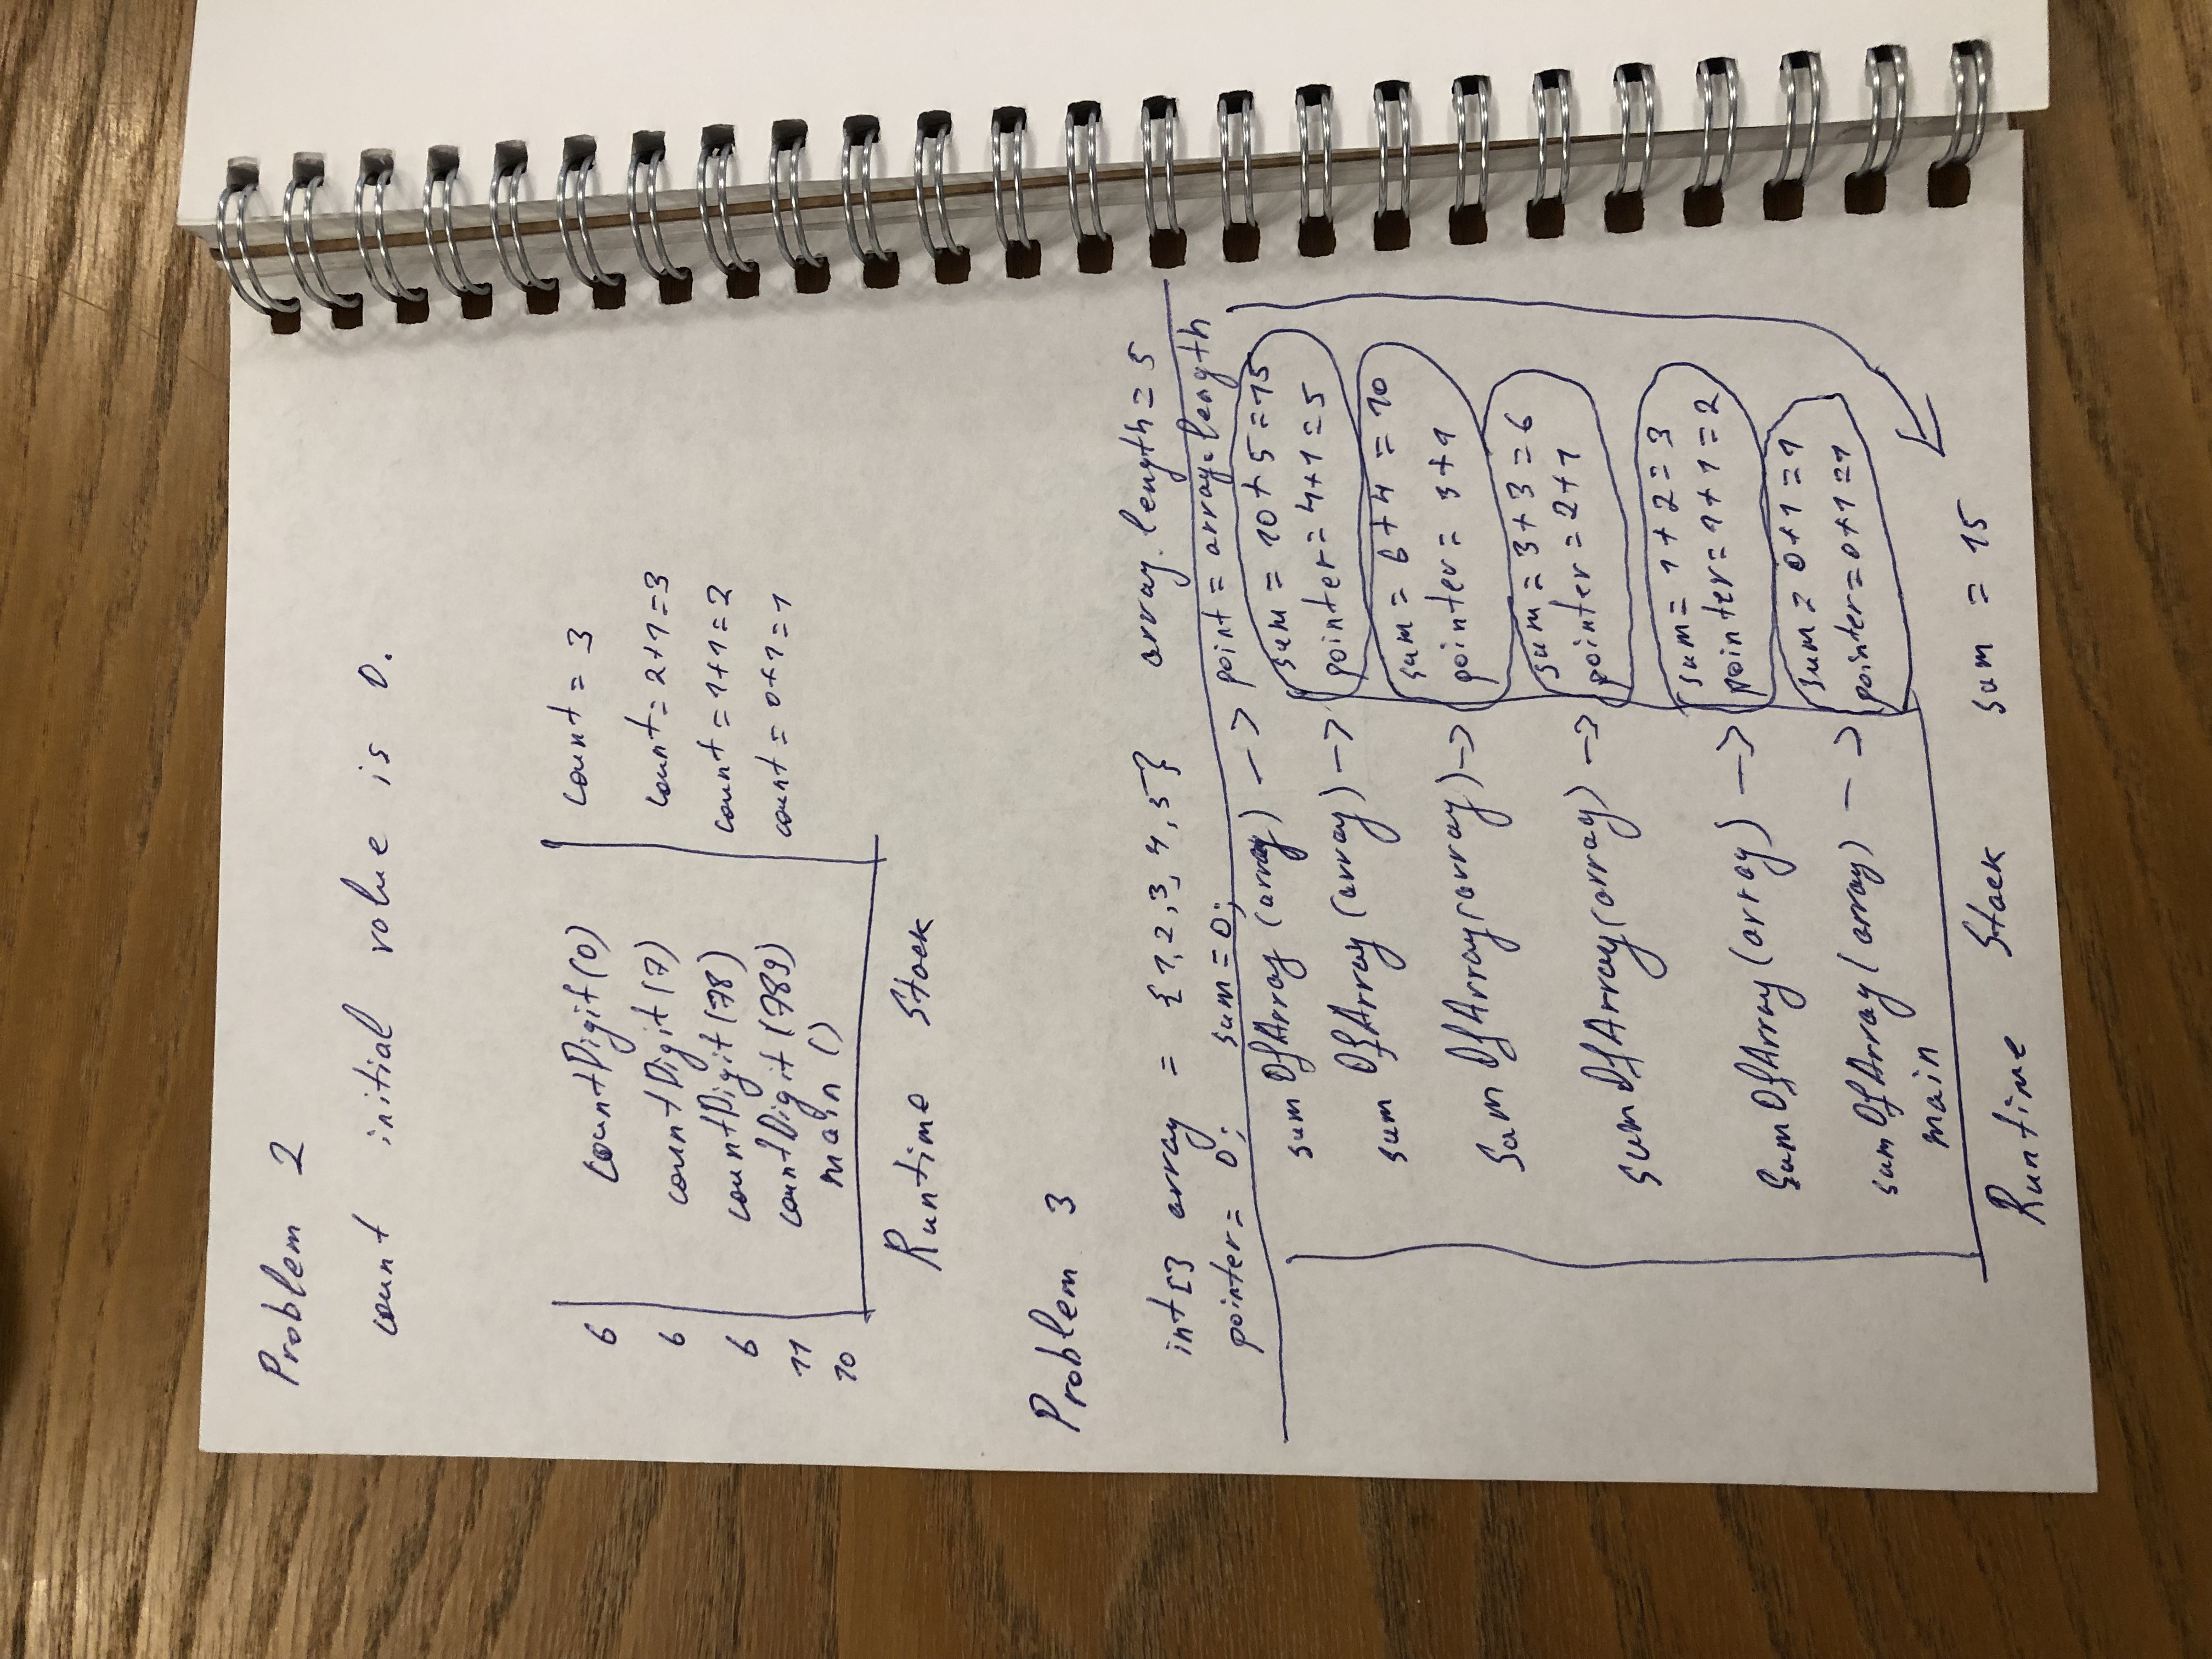 Problem 2
count initial value is 0.
6 countDigit(0) count = 3
6 countDigit(7) count = 2+1=3
6 countDigit(78) count = 1+1=2
11 countDigit(789) count = 0+1=1
10 main ()
Runtime Stack
Problem 3
int[] array = {1,2,3,4,5} array.length = 5
pointer = 0; sum=0;
sumOfArray (array) -> point = array.length
sumOfArray (array) -> sum = 10+5=15
pointer = 4+1=5
sumOfArray(array) -> sum = 6+4=10
pointer = 3+1
sumOfArray(array) -> sum = 3+3=6
pointer = 2+1
sumOfArray(array) -> sum = 1+2=3
pointer = 1+1=2
sumOfArray(array) -> sum = 0+1=1
pointer = 0+1=1
main
Runtime Stack sum = 15